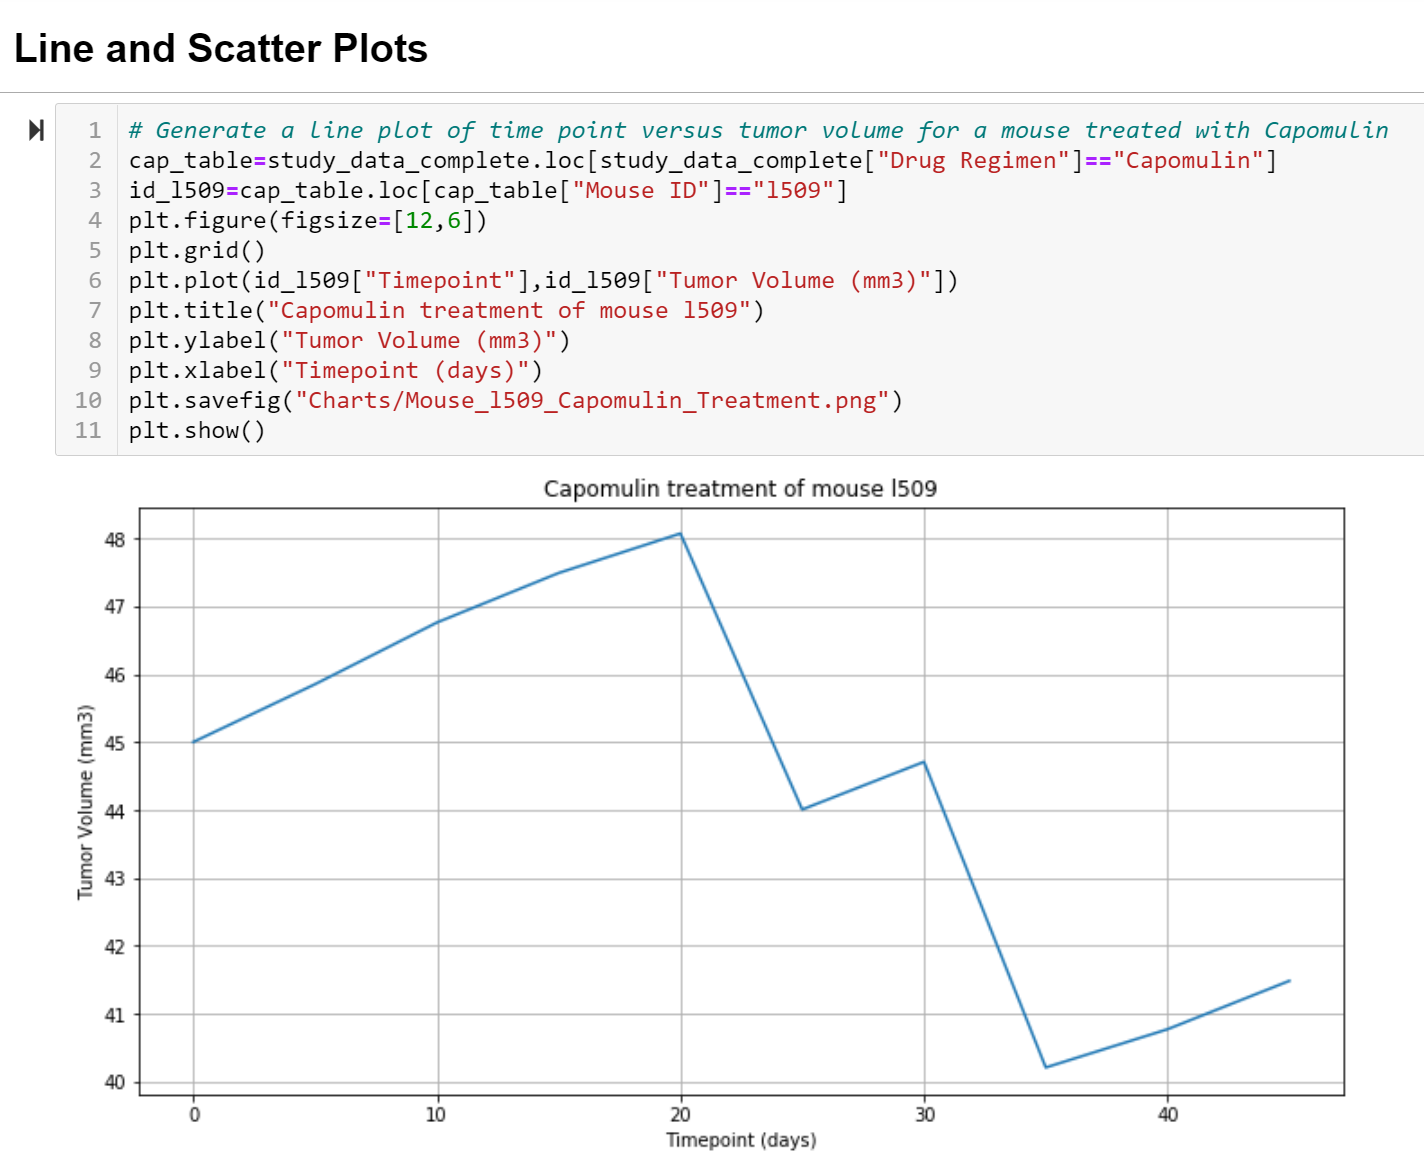 Line and Scatter Plots
1 # Generate a line plot of time point versus tumor volume for a mouse treated with Capomulin
2 cap_table=study_data_complete.loc[study_data_complete["Drug Regimen"]=="Capomulin"]
3 id_l509=cap_table.loc[cap_table["Mouse ID"]=="l509"]
4 plt.figure(figsize=[12,6])
5 plt.grid()
6 plt.plot(id_l509["Timepoint"],id_l509["Tumor Volume (mm3)"])
7 plt.title("Capomulin treatment of mouse l509")
8 plt.ylabel("Tumor Volume (mm3)")
9 plt.xlabel("Timepoint (days)")
10 plt.savefig("Charts/Mouse_l509_Capomulin_Treatment.png")
11 plt.show()
Capomulin treatment of mouse l509
48
47
46
45
44
43
42
41
40
Tumor Volume (mm3)
0 10 20 30 40
Timepoint (days)